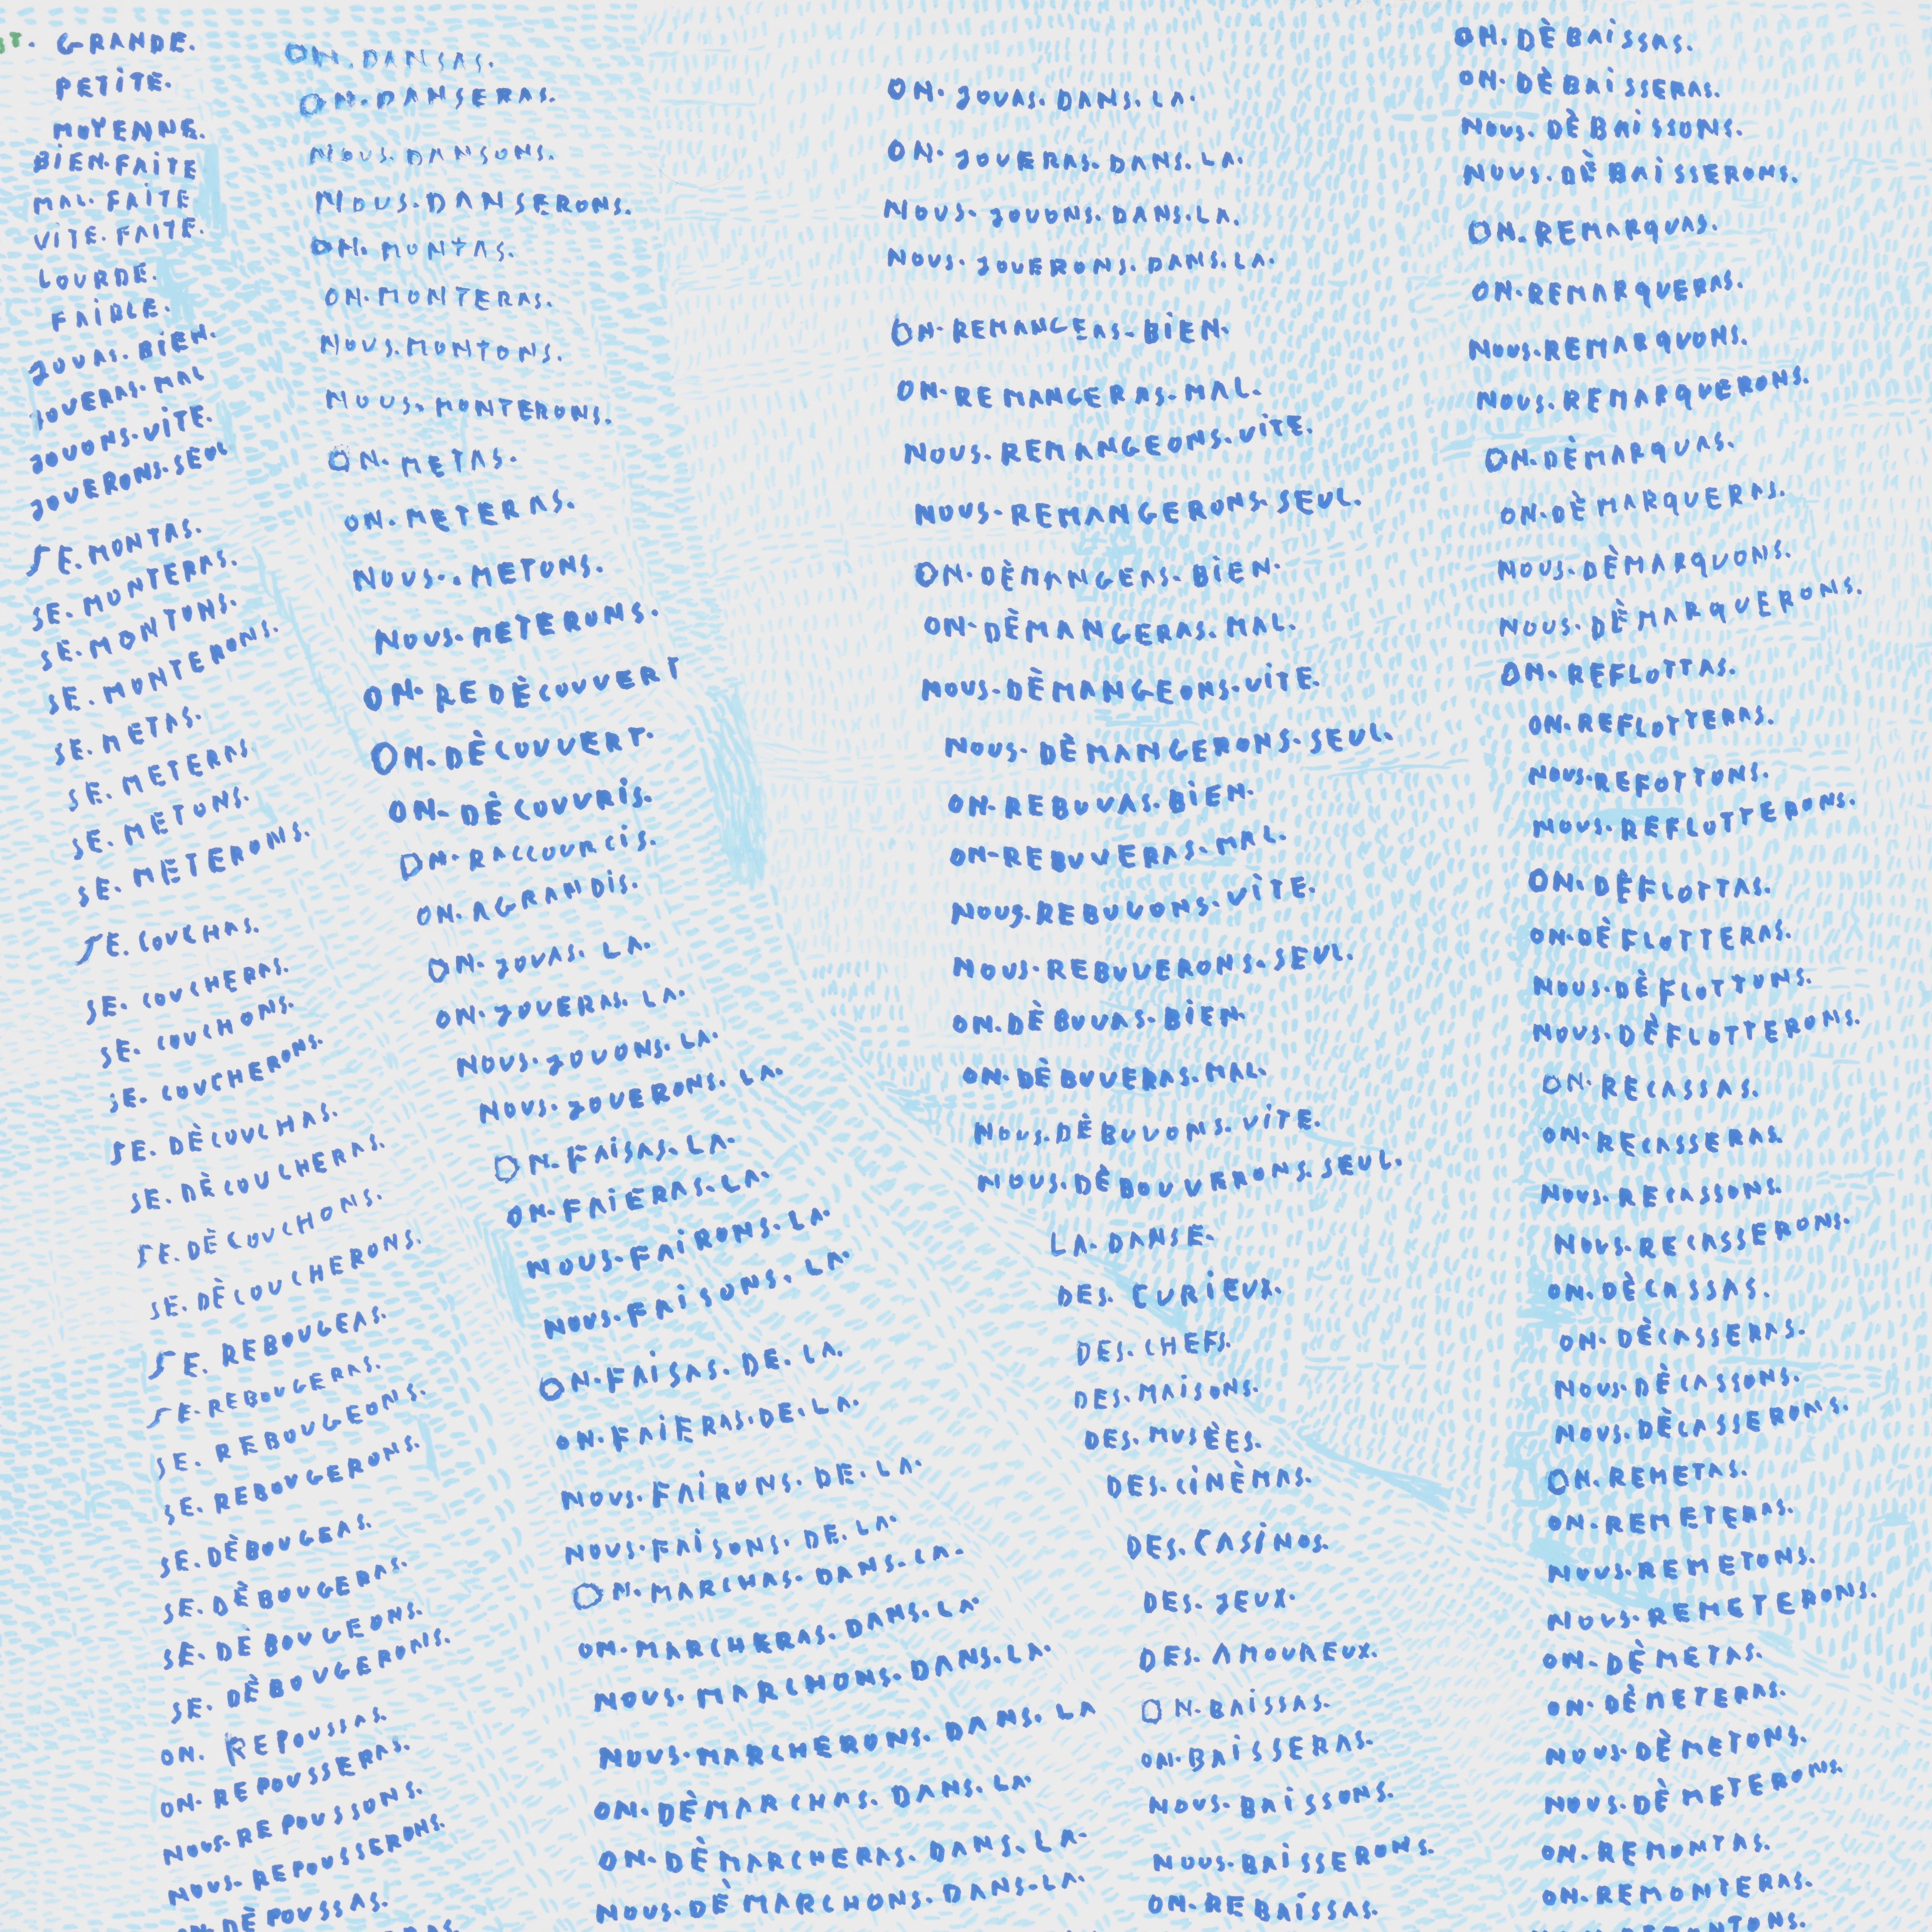 GRANDE.
PETITE.
MOYENNE.
BIEN.FAITE
MAL.FAITE
VITE.FAITE.
LOURDE.
FAIBLE.
JOUAS.BIEN.
JOUERAS.MAL
JOUONS.VITE.
JOUERONS.SEUL
SE.MONTAS.
SE.MONTERAS.
SE.MONTONS.
SE.MONTERONS.
SE.METAS.
SE.METERAS.
SE.METONS.
SE.METERONS.
SE.COUCHAS.
SE.COUCHERAS.
SE.COUCHONS.
SE.COUCHERONS.
SE.DÈCOUCHAS.
SE.DÈCOUCHERAS.
SE.DÈCOUCHONS.
SE.DÈCOUCHERONS.
SE.REBOUGEAS.
SE.REBOUGERAS.
SE.REBOUGEONS.
SE.REBOUGERONS.
SE.DÈBOUGEAS.
SE.DÈBOUGERAS.
SE.DÈBOUGEONS.
SE.DÈBOUGERONS.
ON.REPOUSSAS.
ON.REPOUSSERAS.
NOUS.REPOUSSONS.
NOUS.REPOUSSERONS.
ON.DÈPOUSSAS.
ON.DANSAS.
ON.DANSERAS.
NOUS.DANSONS.
NOUS.DANSERONS.
ON.MONTAS.
ON.MONTERAS.
NOUS.MONTONS.
NOUS.MONTERONS.
ON.METAS.
ON.METERAS.
NOUS..METONS.
NOUS.METERONS.
ON.REDÈCOUVVERT
ON.DÈCOUVVERT.
ON.DÈCOUVVRIS.
ON.RACCOURCIS.
ON.AGRANDIS.
ON.JOUAS.LA.
ON.JOUERAS.LA.
NOUS.JOUONS.LA.
NOUS.JOUERONS.LA.
ON.FAISAS.LA.
ON.FAIERAS.LA.
NOUS.FAIRONS.LA.
NOUS.FAISONS.LA.
ON.FAISAS.DE.LA.
ON.FAIERAS.DE.LA.
NOUS.FAIRONS.DE.LA.
NOUS.FAISONS.DE.LA.
ON.MARCHAS.DANS.LA.
ON.MARCHERAS.DANS.LA.
NOUS.MARCHONS.DANS.LA.
NOUS.MARCHERONS.DANS.LA
ON.DÈMARCHAS.DANS.LA.
ON.DÈMARCHERAS.DANS.LA.
NOUS.DÈMARCHONS.DANS.LA.
ON.JOUAS.DANS.LA.
ON.JOUERAS.DANS.LA.
NOUS.JOUONS.DANS.LA.
NOUS.JOUERONS.DANS.LA.
ON.REMANGEAS.BIEN.
ON.REMANGERAS.MAL.
NOUS.REMANGEONS.VITE.
NOUS.REMANGERONS.SEUL.
ON.DÈMANGEAS.BIEN.
ON.DÈMANGERAS.MAL.
NOUS.DÈMANGEONS.VITE.
NOUS.DÈMANGERONS.SEUL.
ON.REBUVAS.BIEN.
ON-REBUVERAS.MAL.
NOUS.REBUVONS.VITE.
NOUS.REBUVERONS.SEUL.
ON.DÈBUVAS.BIEN.
ON.DÈBUVERAS.MAL.
NOUS.DÈBUVONS.VITE.
NOUS.DÈBOUVERONS.SEUL.
LA.DANSE.
DES.CURIEUX.
DES.CHEFS.
DES.MAISONS.
DES.MUSÈES.
DES.CINÈMAS.
DES.CASINOS.
DES.JEUX.
DES.AMOUREUX.
ON.BAISSAS.
ON.BAISSERAS.
NOUS.BAISSONS.
NOUS.BAISSERONS.
ON.REBAISSAS.
ON.DÈBAISSAS.
ON.DÈBAISSERAS.
NOUS.DÈBAISSONS.
NOUS.DÈBAISSERONS.
ON.REMARQUAS.
ON.REMARQUERAS.
NOUS.REMARQUONS.
NOUS.REMARQUERONS.
ON.DÈMARQUAS.
ON.DÈMARQUERAS.
NOUS.DÈMARQUONS.
NOUS.DÈMARQUERONS.
ON.REFLOTTAS.
ON.REFLOTTERAS.
NOUS.REFOTTONS.
NOUS.REFLOTTERONS.
ON.DÈFLOTTAS.
ON.DÈFLOTTERAS.
NOUS.DÈFLOTTONS.
NOUS.DÈFLOTTERONS.
ON.RECASSAS.
ON.RECASSERAS.
NOUS.RECASSONS.
NOUS.RECASSERONS.
ON.DÈCASSAS.
ON.DÈCASSERAS.
NOUS.DÈCASSONS.
NOUS.DÈCASSERONS.
ON.REMETAS.
ON.REMETERAS.
NOUS.REMETONS.
NOUS.REMETERONS.
ON.DÈMETAS.
ON.DÈMETERAS.
NOUS.DÈMETONS.
NOUS.DÈMETERONS.
ON.REMONTAS.
ON.REMONTERAS.